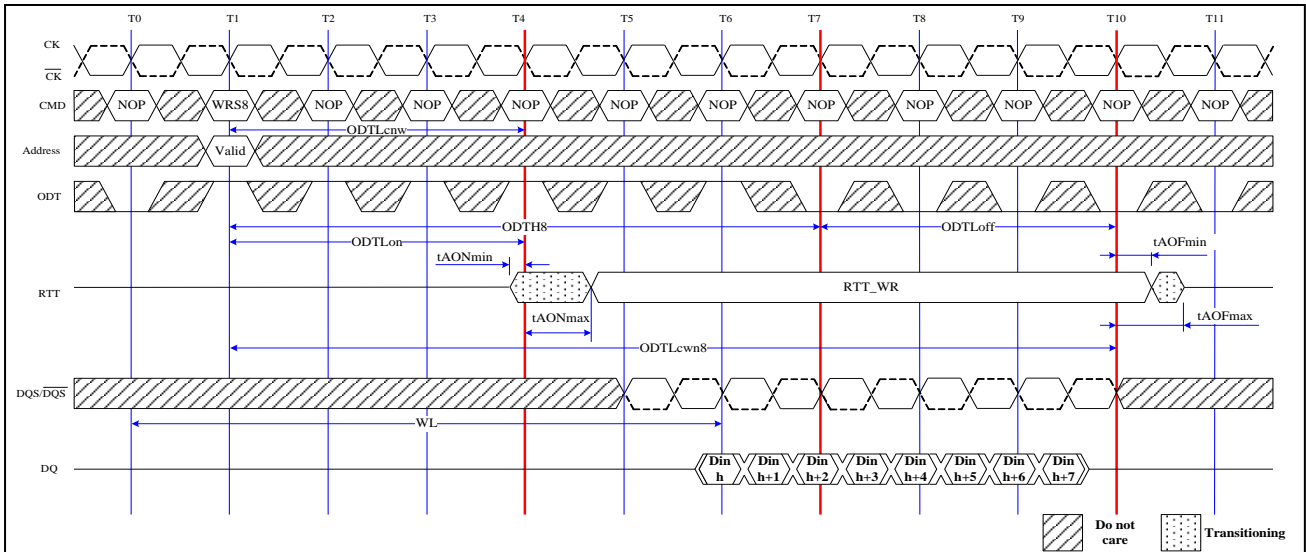 T0 T1 T2 T3 T4 T5 T6 T7 T8 T9 T10 T11
CK
CK
CMD NOP WRS8 NOP NOP NOP NOP NOP NOP NOP NOP NOP NOP
ODTLcnw
Address Valid
ODT
ODTH8 ODTLoff
ODTLon
tAONmin tAOFmin
RTT RTT_WR
tAONmax tAOFmax
ODTLcwn8
DQS/DQS
WL
DQ Din h Din h+1 Din h+2 Din h+3 Din h+4 Din h+5 Din h+6 Din h+7
Do not care Transitioning